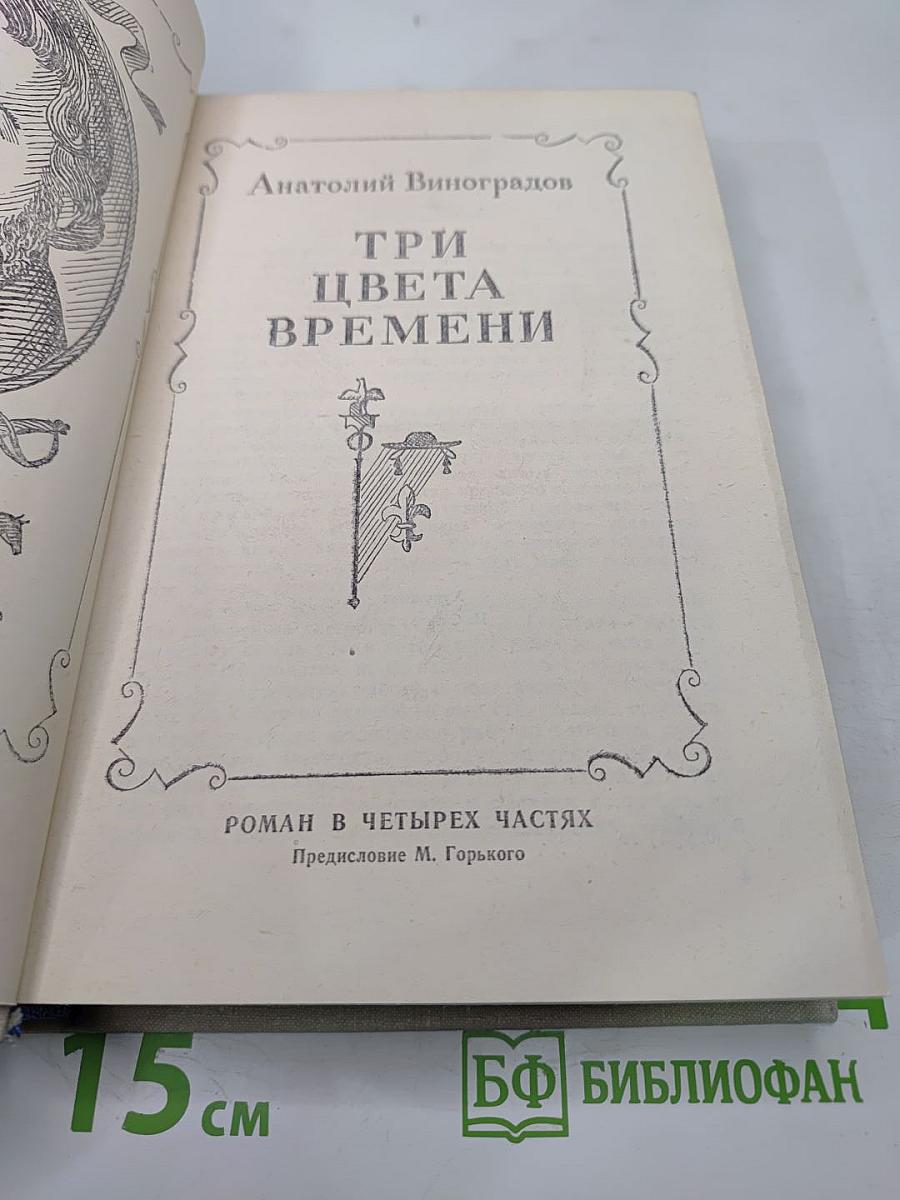 Анатолий Виноградов
ТРИ
ЦВЕТА
ВРЕМЕНИ
РОМАН В ЧЕТЫРЕХ ЧАСТЯХ
Предисловие М. Горького
15 см
БФ БИБЛИОФАН